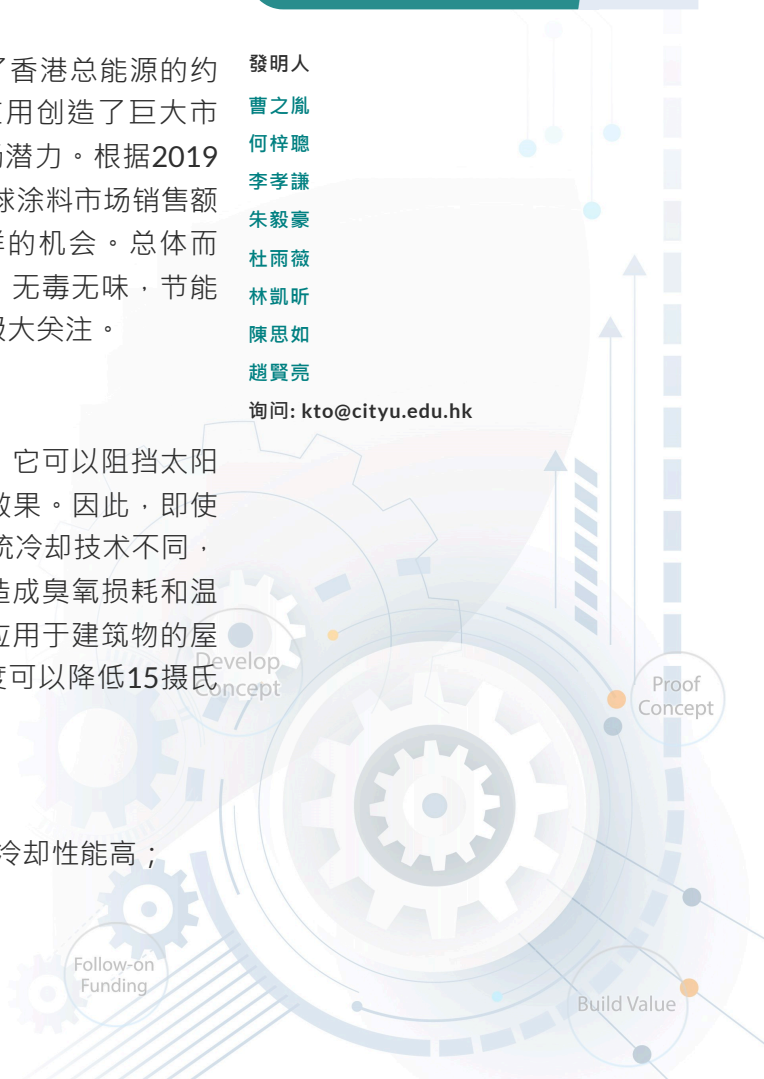 了香港总能源的约
应用创造了巨大市
场潜力。根据2019
球涂料市场销售额
样的机会。总体而
无毒无味，节能
极大关注。
它可以阻挡太阳
效果。因此，即使
统冷却技术不同，
造成臭氧损耗和温
应用于建筑物的屋
度可以降低15摄氏
冷却性能高；
發明人
曹之胤
何梓聰
李孝謙
朱毅豪
杜雨薇
林凱昕
陳思如
趙賢亮
询问: kto@cityu.edu.hk
Develop
Concept
Proof
Concept
Follow-on
Funding
Build Value